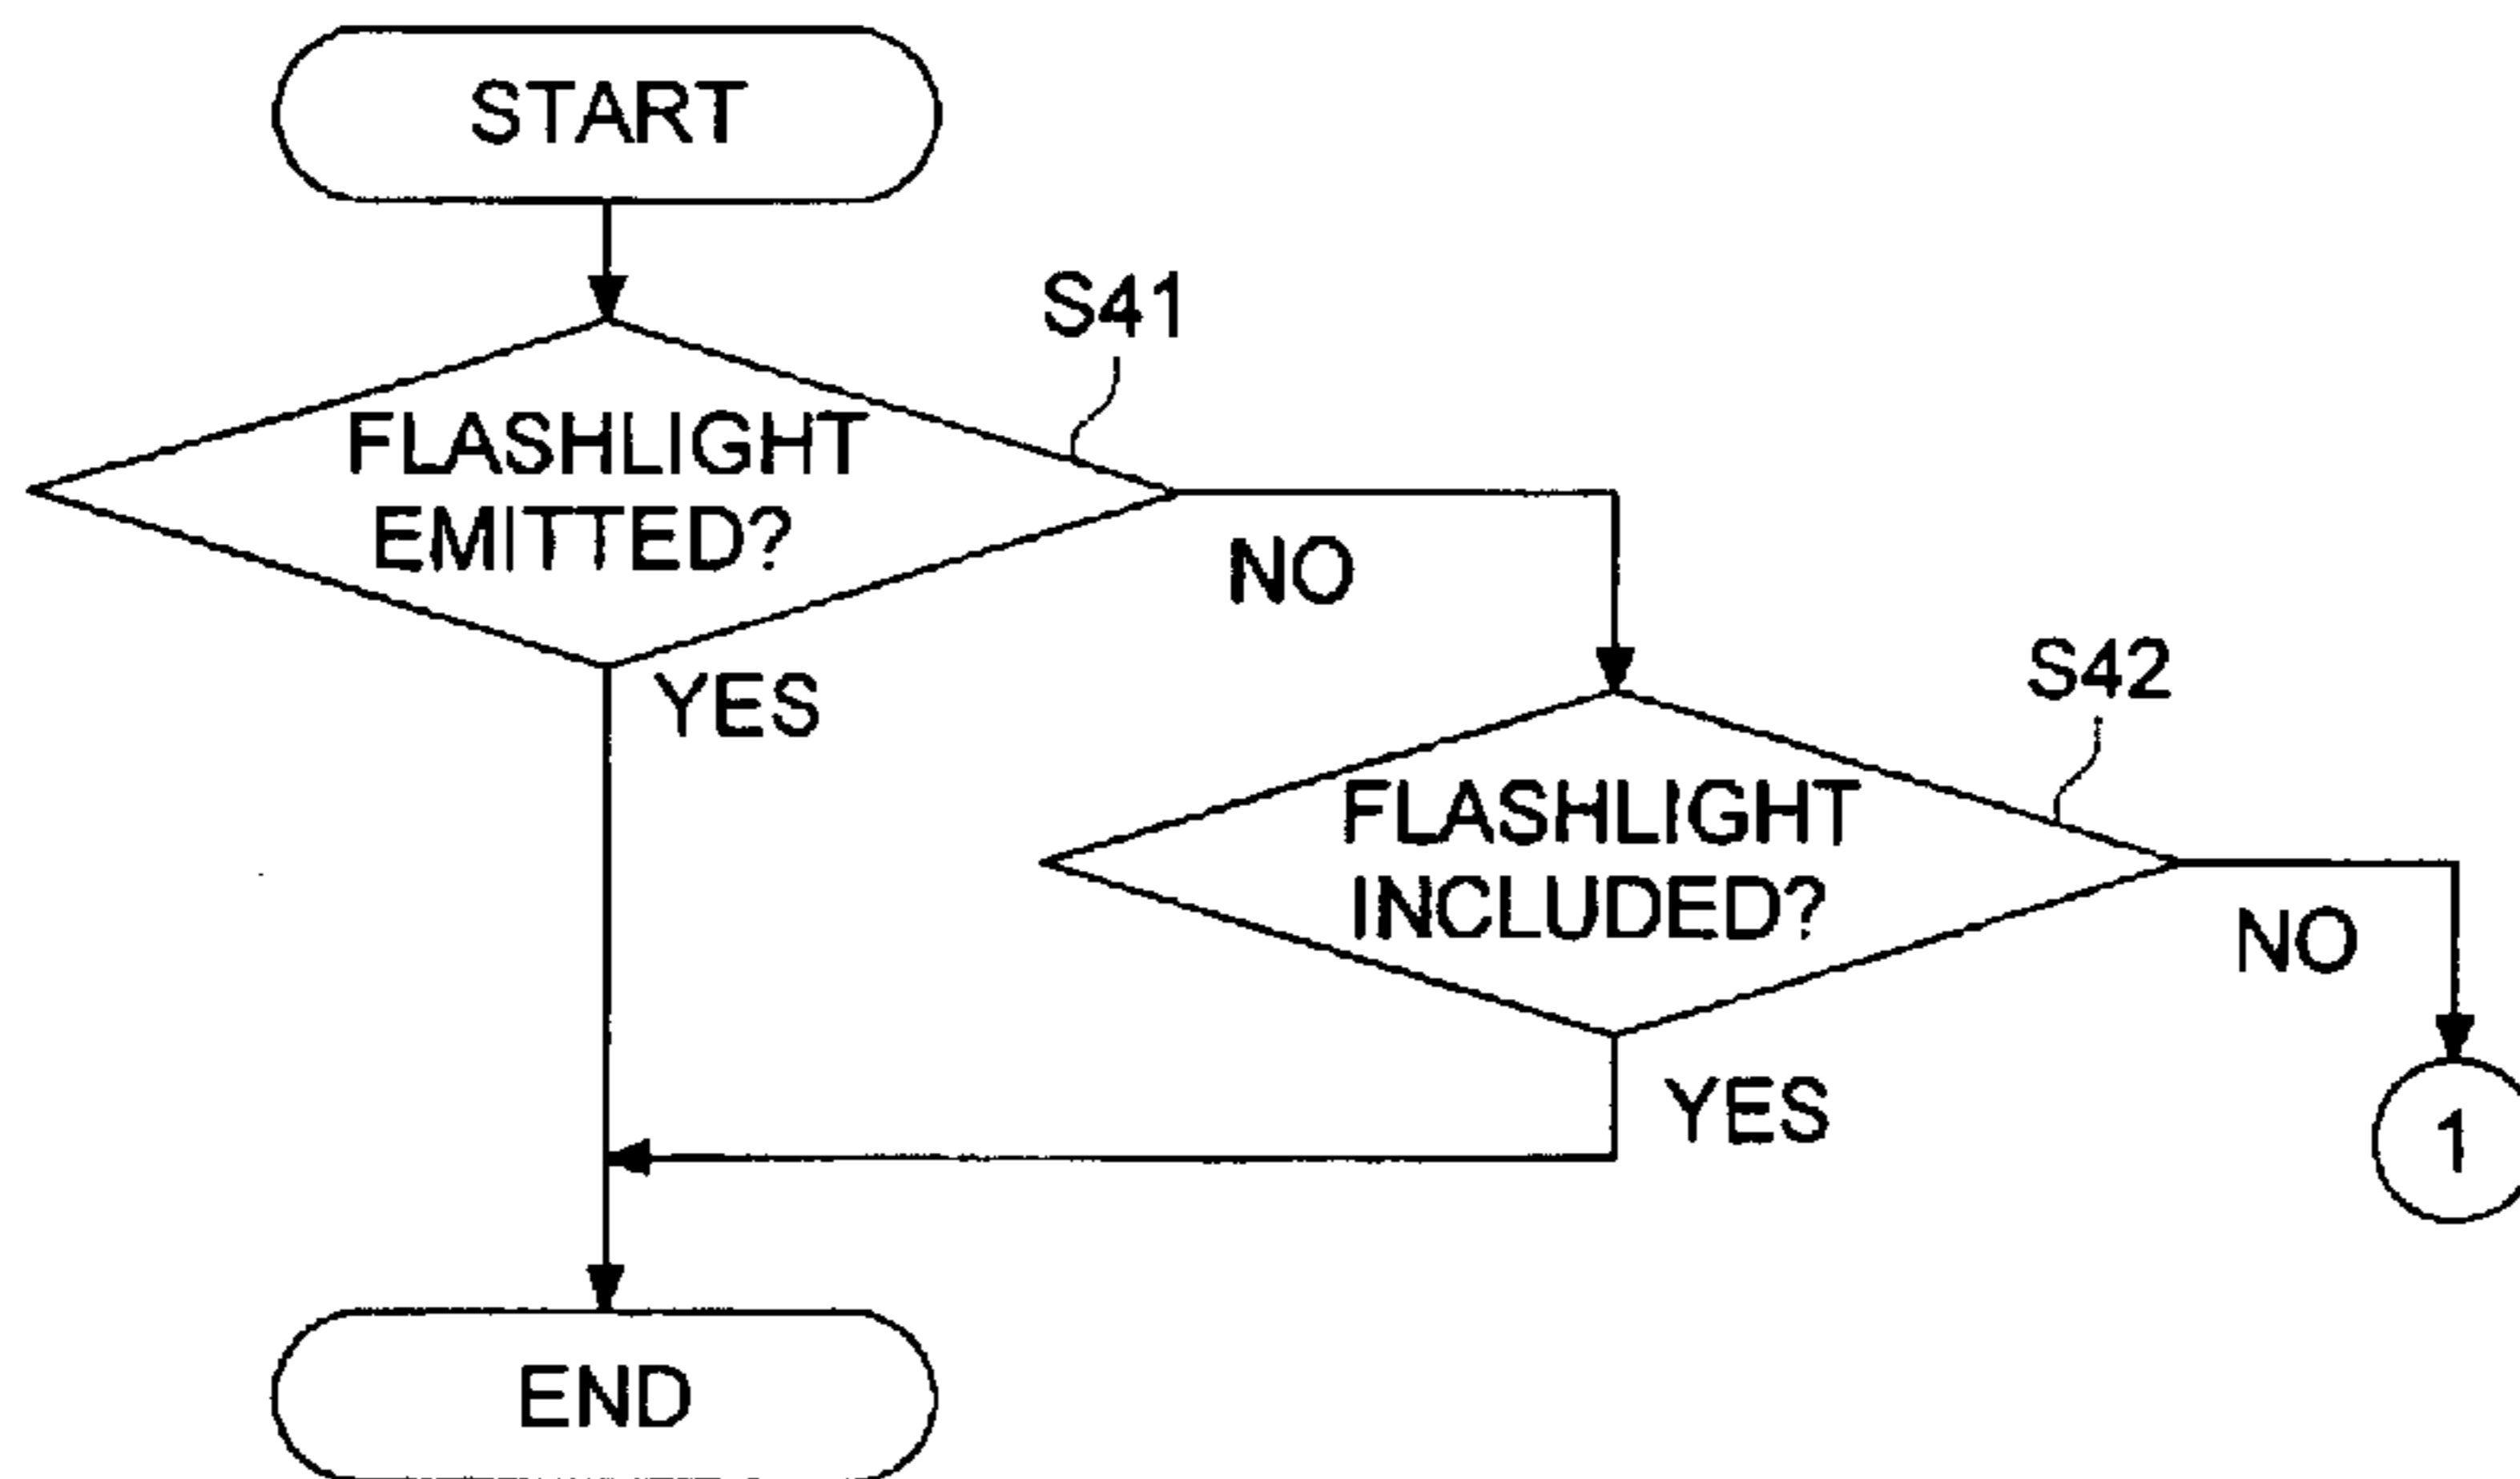 START
S41
FLASHLIGHT
EMITTED?
NO
YES
S42
FLASHLIGHT
INCLUDED?
NO
YES
1
END